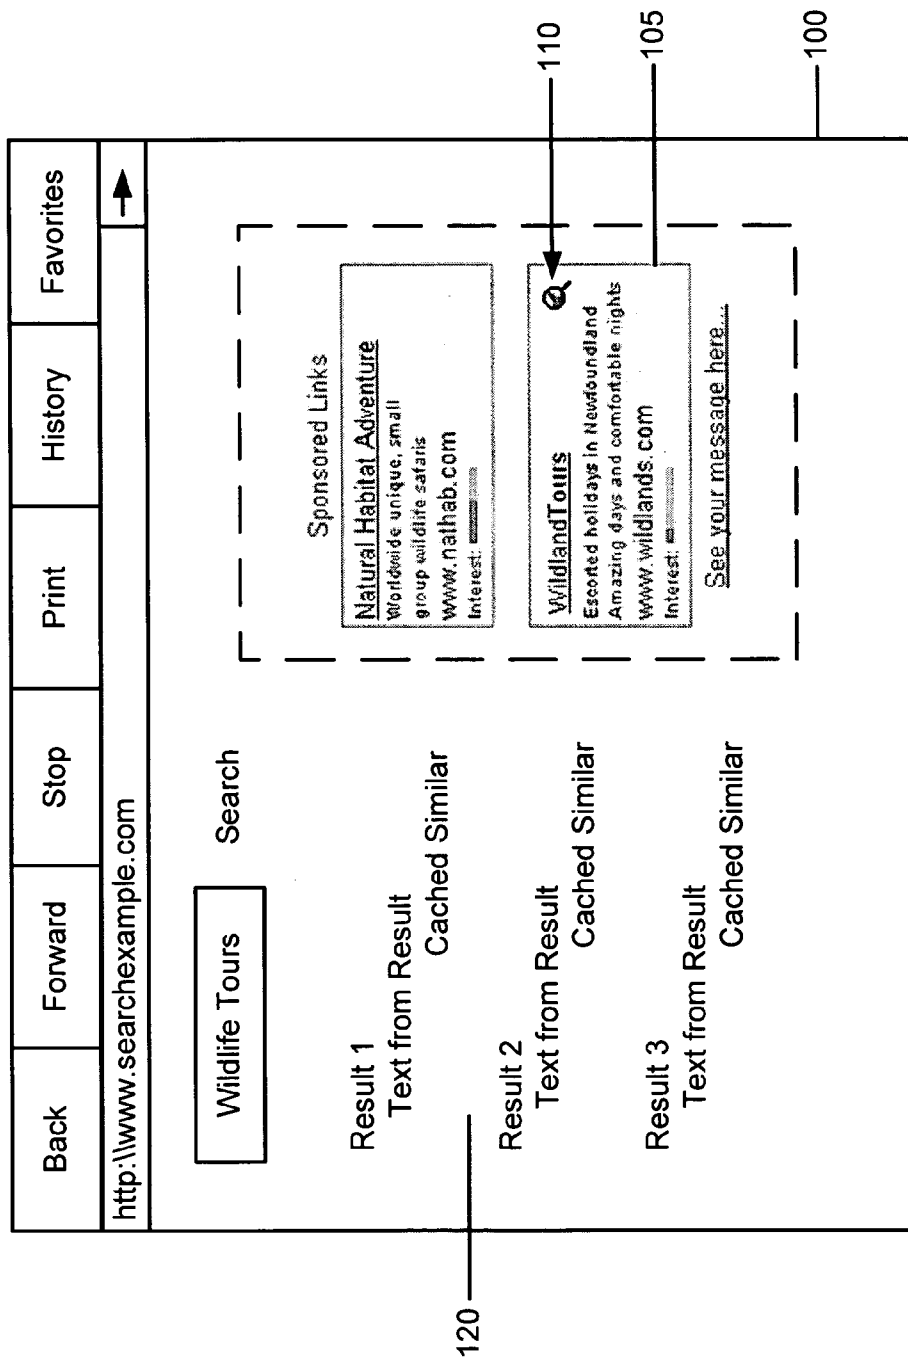 Back Forward Stop Print History Favorites
http:\\www.searchexample.com
Wildlife Tours Search
Result 1
Text from Result
Cached Similar
Result 2
Text from Result
Cached Similar
Result 3
Text from Result
Cached Similar
Sponsored Links
Natural Habitat Adventure
Worldwide unique, small
group wildlife safaris
www.nathab.com
Interest:
WildlandTours
Escorted holidays in Newfoundland
Amazing days and comfortable nights
www.wildlands.com
Interest:
See your message here...
110
105
100
120